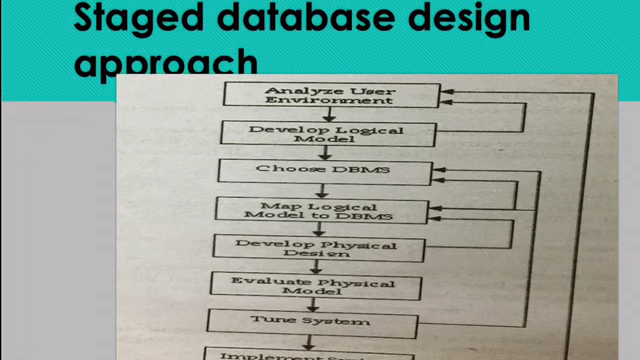 Staged database design
approach
Analyze User
Environment
Develop Logical
Model
Choose DBMS
Map Logical
Model to DBMS
Develop Physical
Design
Evaluate Physical
Model
Tune System
Implement